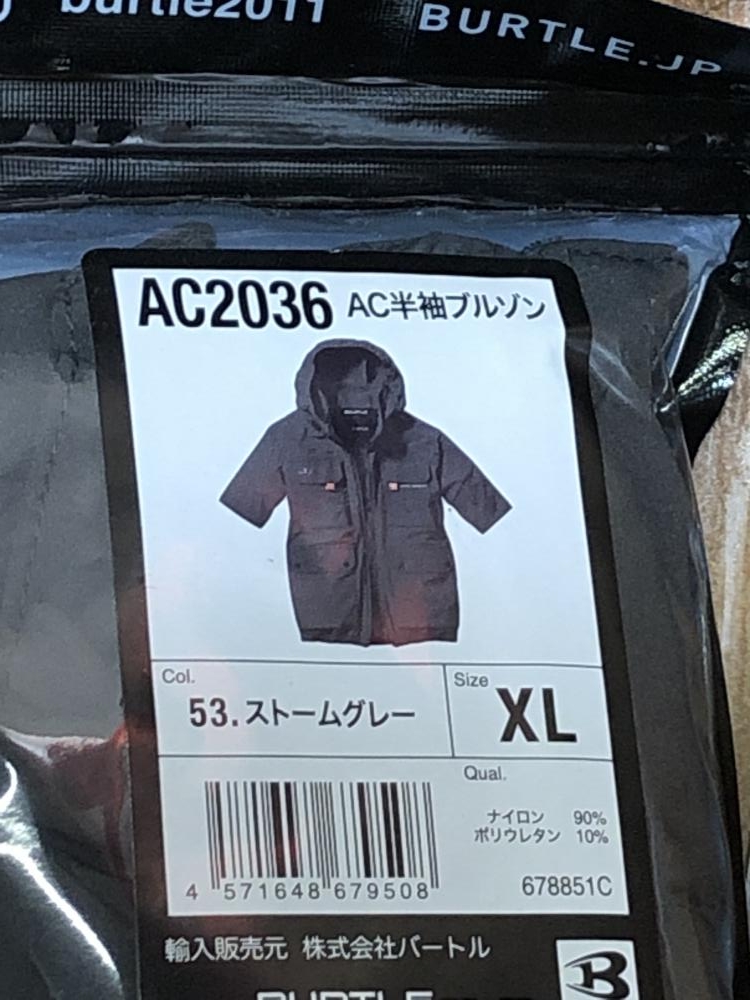 burtle2011
BURTLE.JP
AC2036 AC半袖ブルゾン
Col.
53.ストームグレー
Size
XL
Qual.
ナイロン 90%
ポリウレタン 10%
4 571648 679508
678851C
輸入販売元 株式会社バートル
B
BURTLE